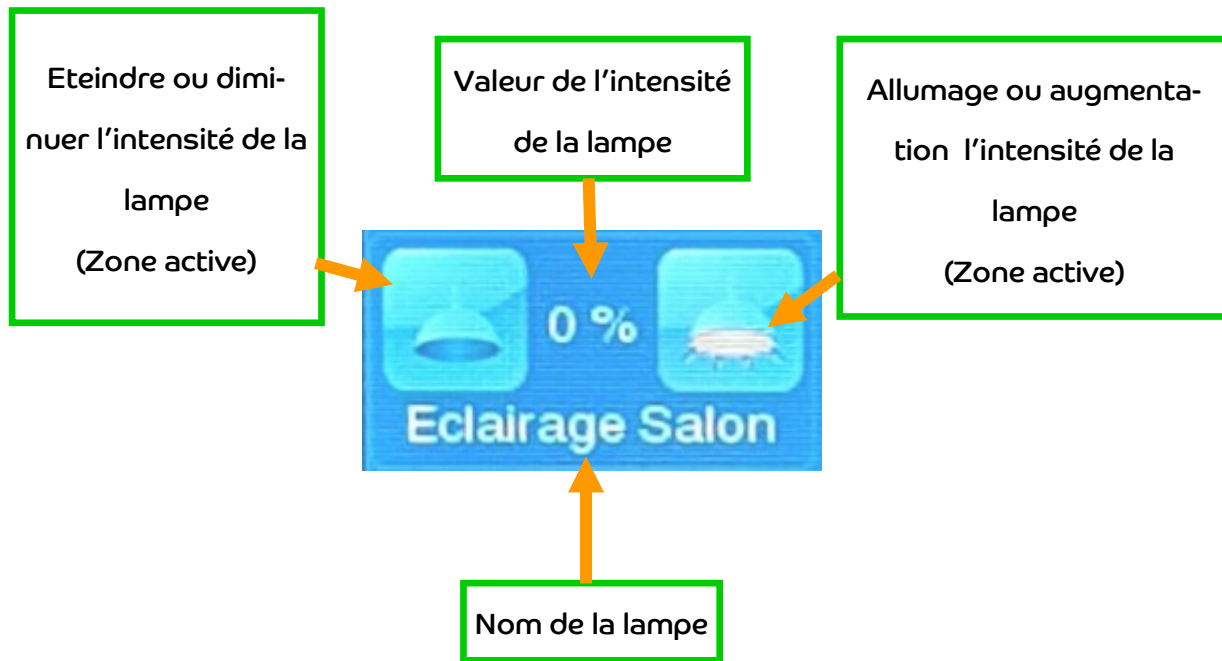 Eteindre ou dimi-
nuer l'intensité de la
lampe
(Zone active)
Valeur de l'intensité
de la lampe
Allumage ou augmenta-
tion  l'intensité de la
lampe
(Zone active)
0 %
Eclairage Salon
Nom de la lampe